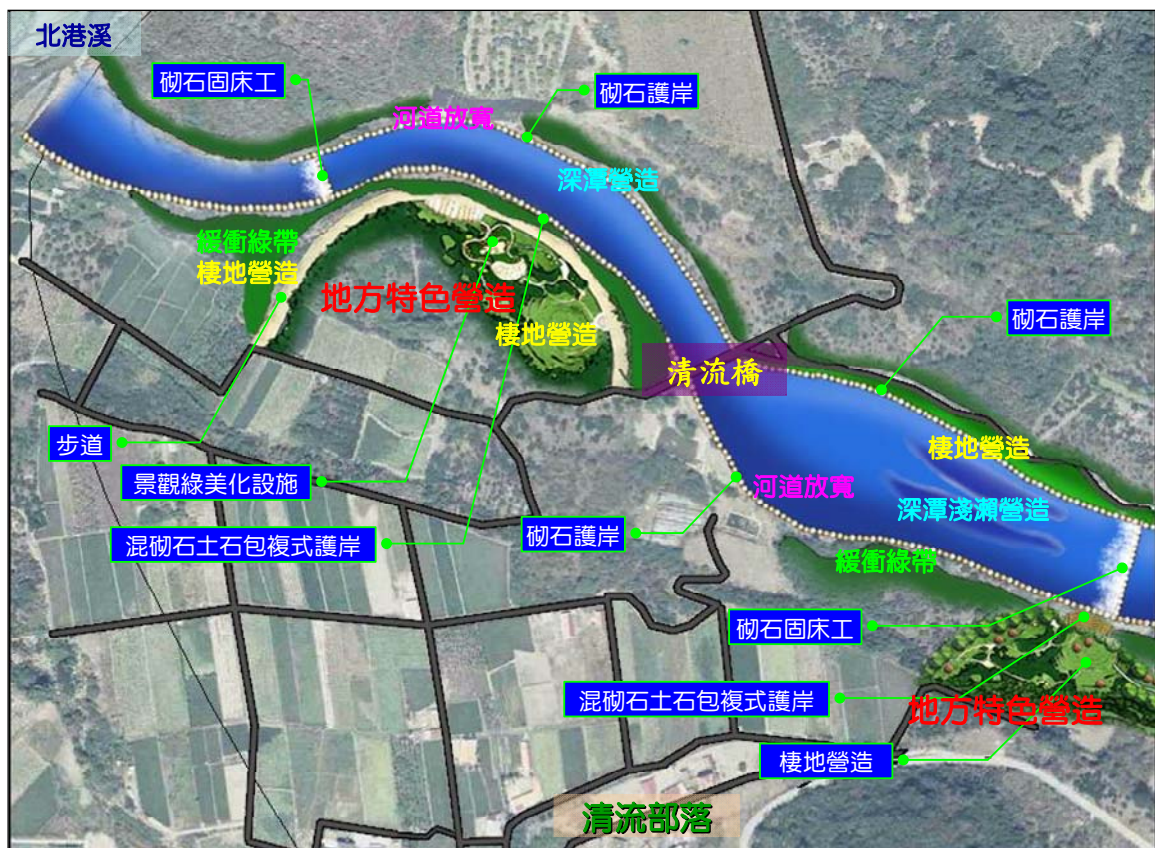 北港溪
砌石固床工
砌石護岸
河道放寬
深潭營造
緩衝綠帶
棲地營造
地方特色營造
棲地營造
砌石護岸
清流橋
步道
棲地營造
景觀綠美化設施
河道放寬
深潭淺瀨營造
混砌石土石包複式護岸
砌石護岸
緩衝綠帶
砌石固床工
混砌石土石包複式護岸
地方特色營造
棲地營造
清流部落